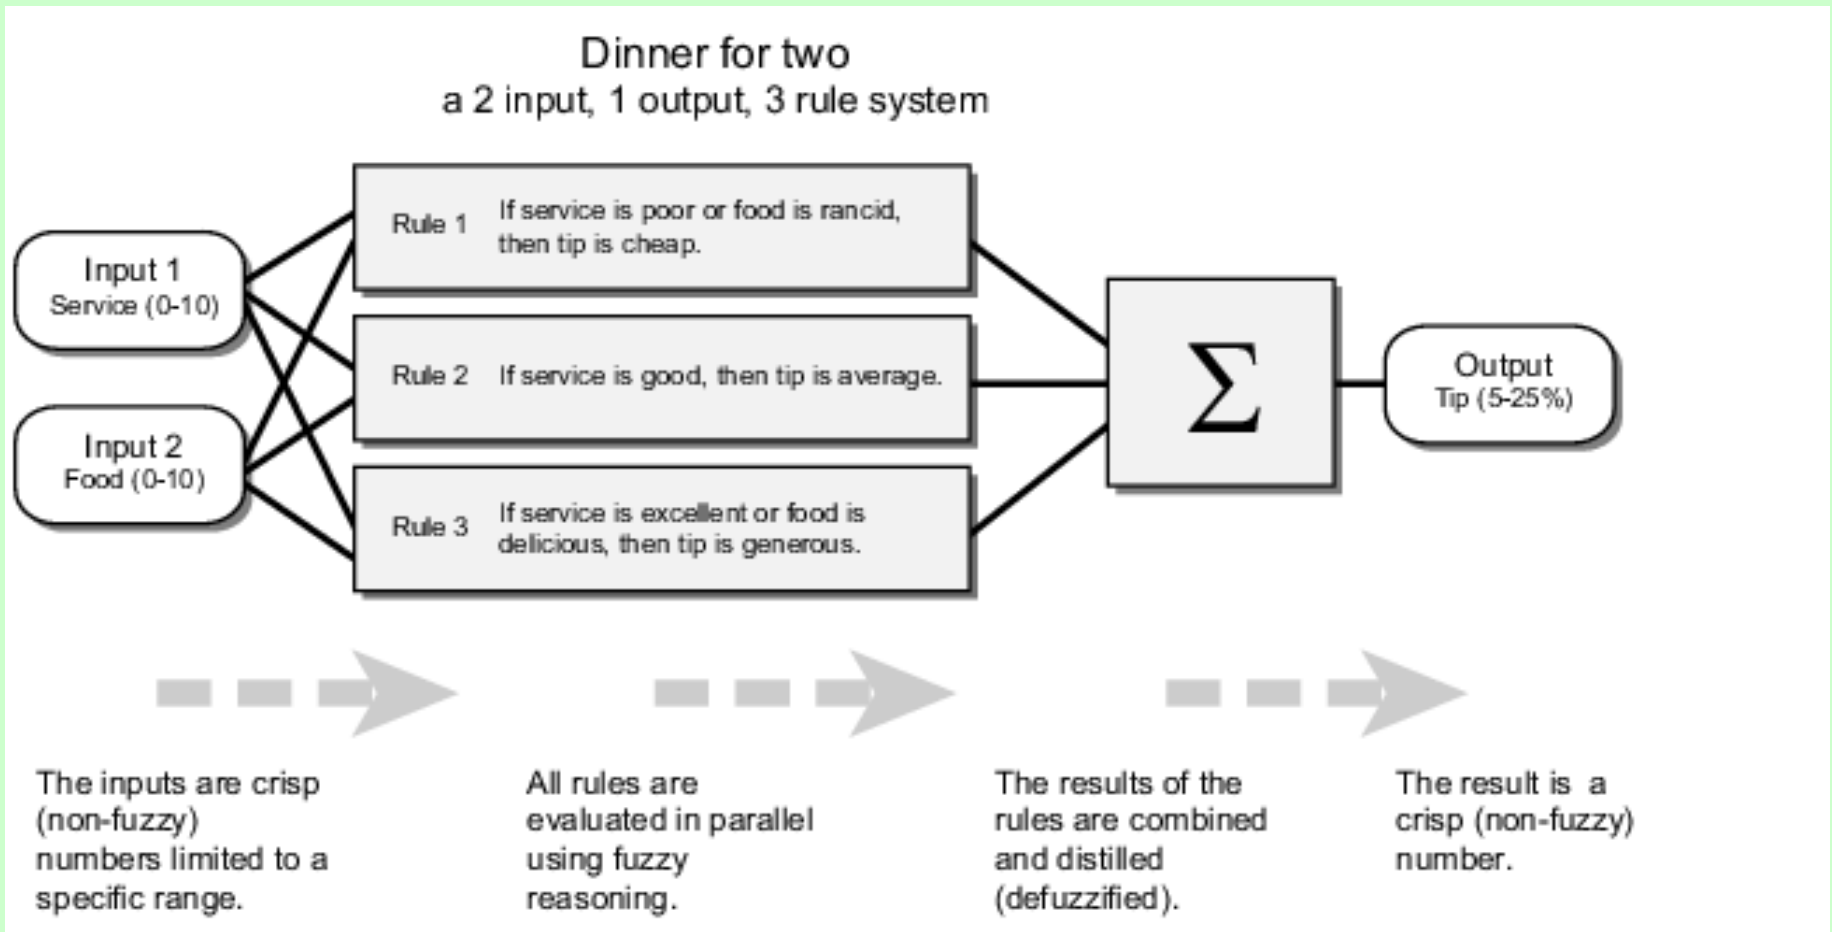 Dinner for two
a 2 input, 1 output, 3 rule system
Input 1
Service (0-10)
Input 2
Food (0-10)
Rule 1
If service is poor or food is rancid,
then tip is cheap.
Rule 2
If service is good, then tip is average.
Rule 3
If service is excellent or food is
delicious, then tip is generous.
Σ
Output
Tip (5-25%)
The inputs are crisp
(non-fuzzy)
numbers limited to a
specific range.
All rules are
evaluated in parallel
using fuzzy
reasoning.
The results of the
rules are combined
and distilled
(defuzzified).
The result is a
crisp (non-fuzzy)
number.